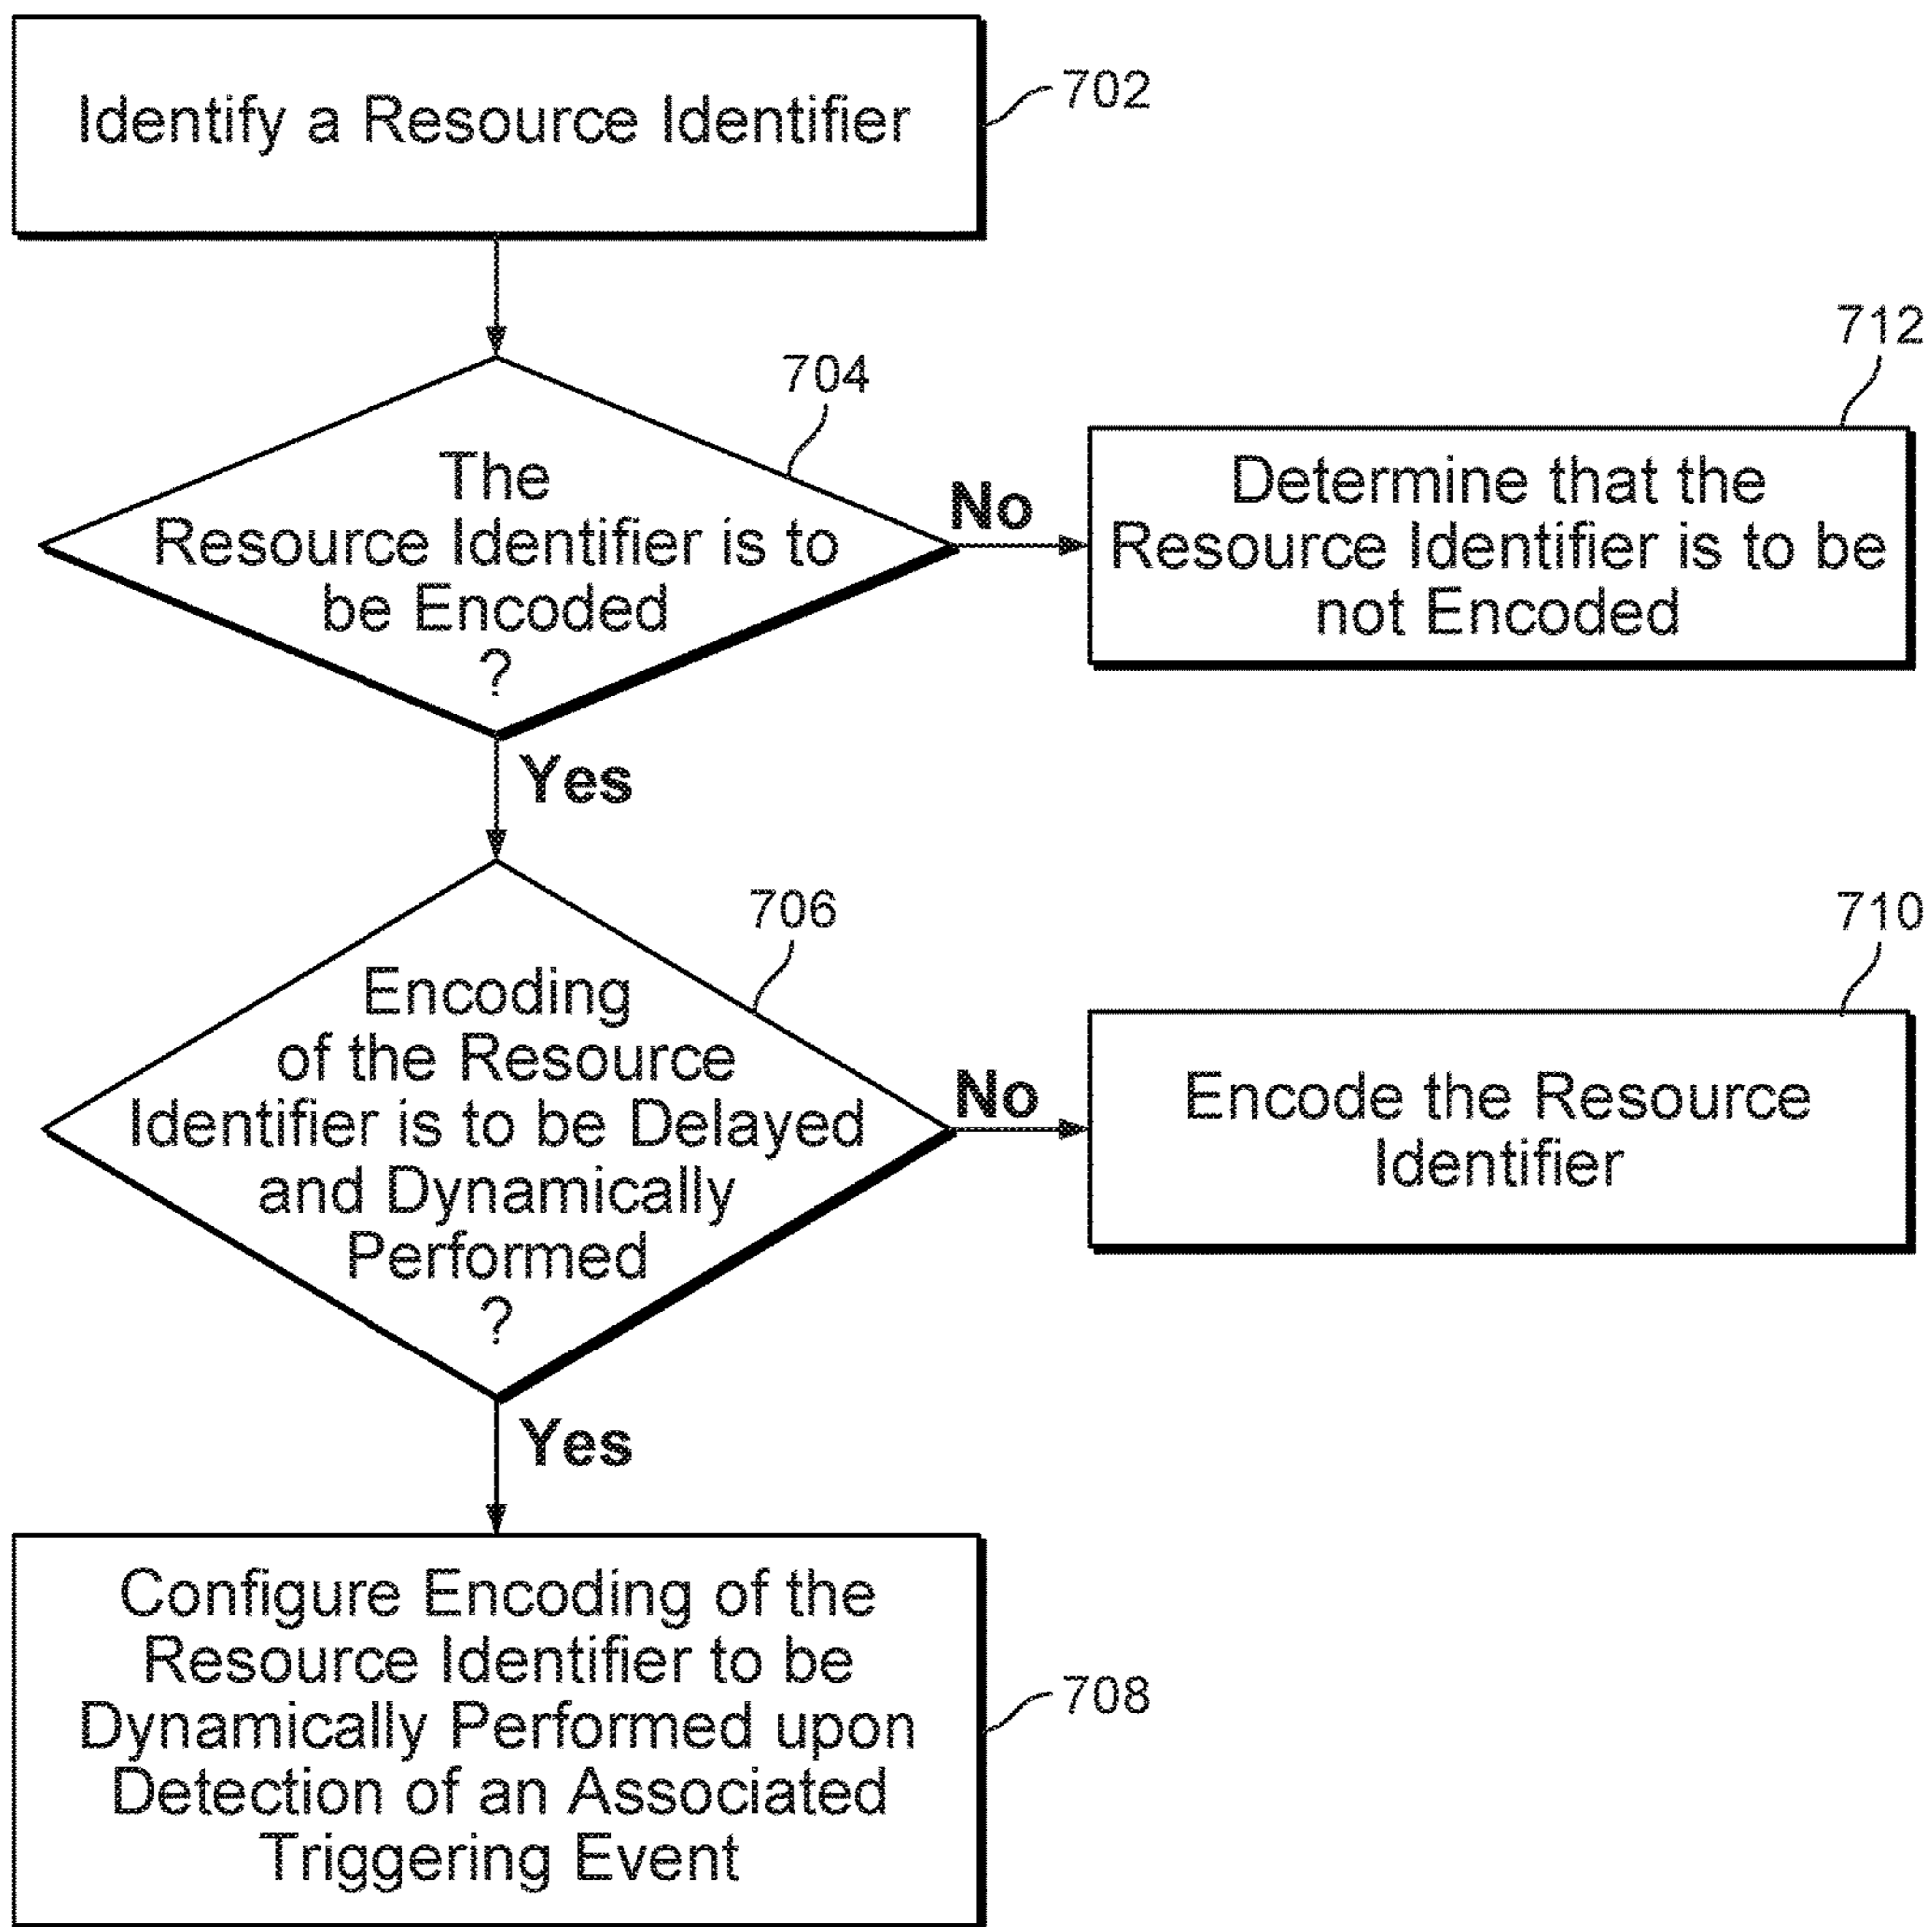 Identify a Resource Identifier
702
704
The
Resource Identifier is to
be Encoded
?
No
712
Determine that the
Resource Identifier is to be
not Encoded
Yes
706
Encoding
of the Resource
Identifier is to be Delayed
and Dynamically
Performed
?
No
710
Encode the Resource
Identifier
Yes
Configure Encoding of the
Resource Identifier to be
Dynamically Performed upon
Detection of an Associated
Triggering Event
708